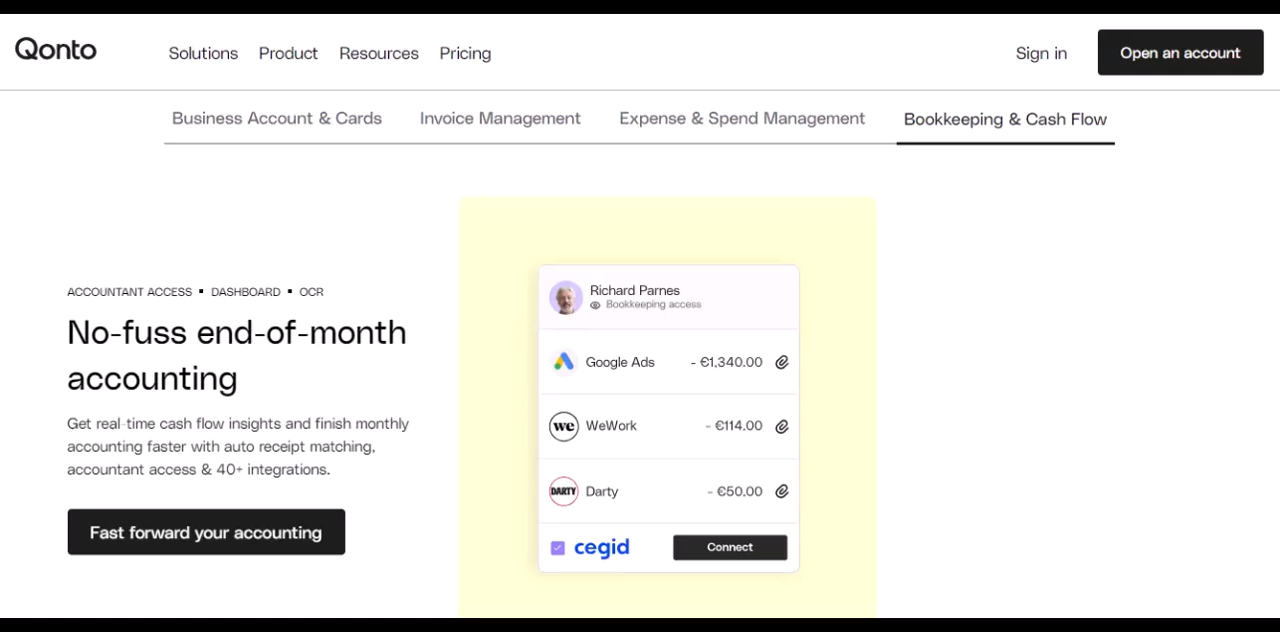 Qonto
Solutions
Product
Resources
Pricing
Sign in
Open an account
Business Account & Cards
Invoice Management
Expense & Spend Management
Bookkeeping & Cash Flow
ACCOUNTANT ACCESS ▪ DASHBOARD ▪ OCR
No-fuss end-of-month
accounting
Get real-time cash flow insights and finish monthly
accounting faster with auto receipt matching,
accountant access & 40+ integrations.
Fast forward your accounting
Richard Parnes
Bookkeeping access
Google Ads - €1,340.00
we WeWork - €114.00
DARTY Darty - €50.00
cegid
Connect